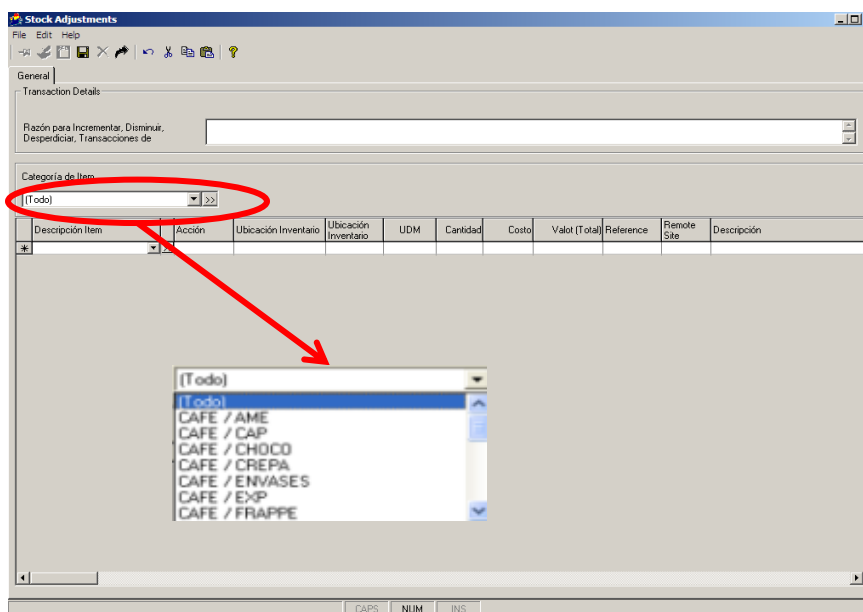 Stock Adjustments
File Edit Help
General
Transaction Details
Razón para Incrementar, Disminuir,
Desperdiciar, Transacciones de
Categoría de Item
(Todo) >>
Descripción Item Acción Ubicación Inventario Ubicación Inventario UDM Cantidad Costo Valot (Total) Reference Remote Site Descripción
(Todo)
(Todo)
CAFE / AME
CAFE / CAP
CAFE / CHOCO
CAFE / CREPA
CAFE / ENVASES
CAFE / EXP
CAFE / FRAPPE
CAPS NUM INS